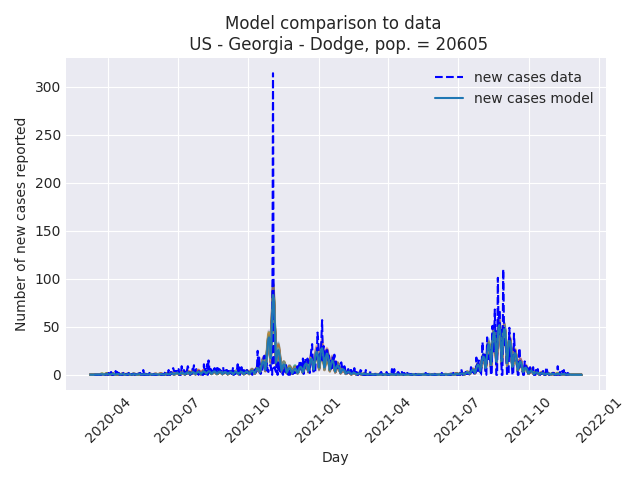 Model comparison to data
US - Georgia - Dodge, pop. = 20605
new cases data
new cases model
Number of new cases reported
300
250
200
150
100
50
0
2020-04
2020-07
2020-10
2021-01
2021-04
2021-07
2021-10
2022-01
Day